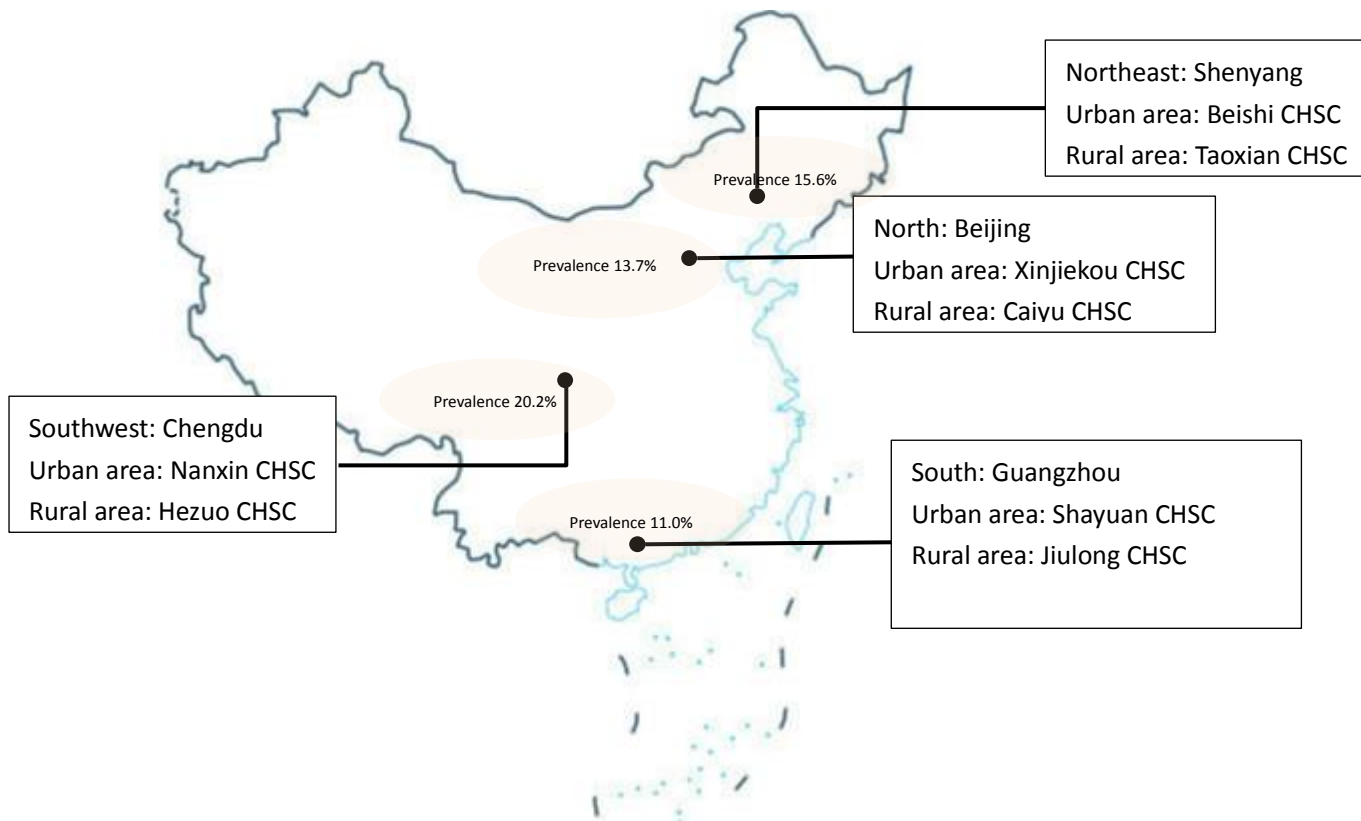 Northeast: Shenyang
Urban area: Beishi CHSC
Rural area: Taoxian CHSC
Prevalence 15.6%
North: Beijing
Urban area: Xinjiekou CHSC
Rural area: Caiyu CHSC
Prevalence 13.7%
Prevalence 20.2%
Southwest: Chengdu
Urban area: Nanxin CHSC
Rural area: Hezuo CHSC
South: Guangzhou
Urban area: Shayuan CHSC
Rural area: Jiulong CHSC
Prevalence 11.0%